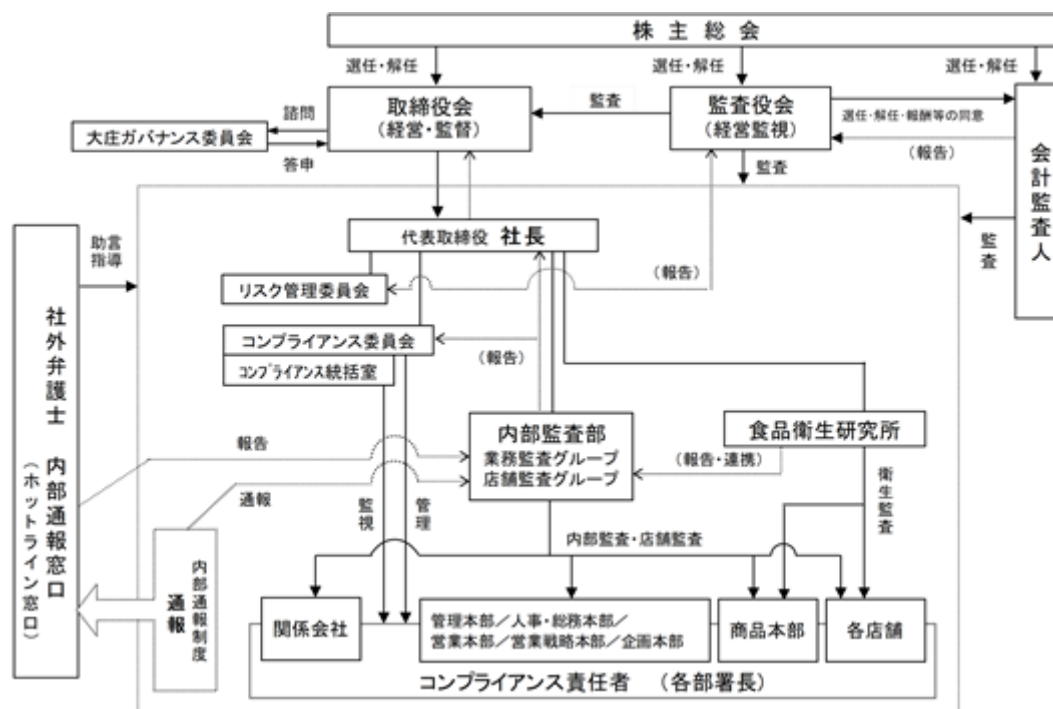 株主総会
選任・解任
選任・解任
選任・解任
取締役会
(経営・監督)
監査
監査役会
(経営監視)
選任・解任・報酬等の同意
(報告)
会計監査人
諮問
大庄ガバナンス委員会
答申
監査
監査
代表取締役 社長
助言
指導
リスク管理委員会
(報告)
コンプライアンス委員会
コンプライアンス統括室
(報告)
社外弁護士 内部通報窓口
(ホットライン窓口)
内部監査部
業務監査グループ
店舗監査グループ
食品衛生研究所
(報告・連携)
報告
通報
監視
管理
衛生監査
内部監査・店舗監査
内部通報制度
通報
関係会社
管理本部/人事・総務本部/
営業本部/営業戦略本部/企画本部
商品本部
各店舗
コンプライアンス責任者 (各部署長)